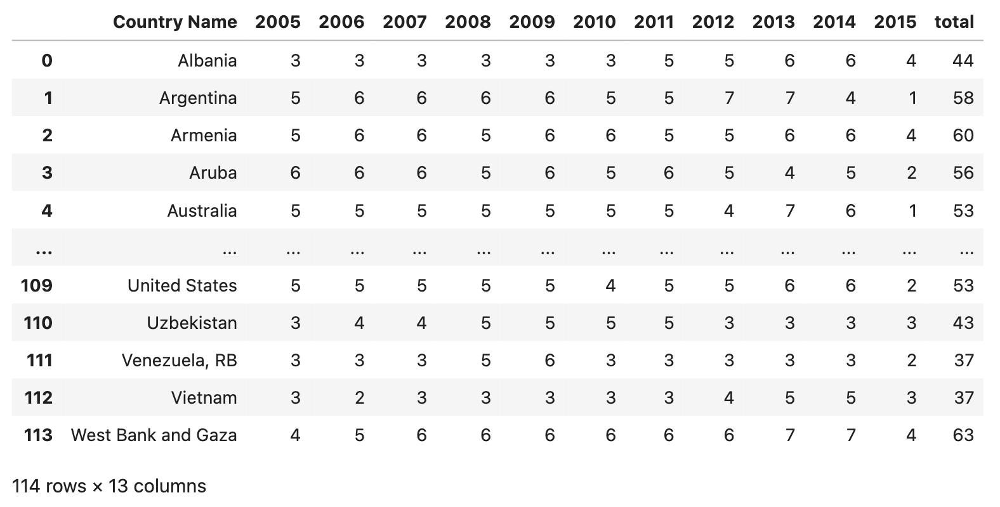 Country Name 2005 2006 2007 2008 2009 2010 2011 2012 2013 2014 2015 total
0 Albania 3 3 3 3 3 3 5 5 6 6 4 44
1 Argentina 5 6 6 6 6 5 5 7 7 4 1 58
2 Armenia 5 6 6 5 6 6 5 5 6 6 4 60
3 Aruba 6 6 6 5 6 5 6 5 4 5 2 56
4 Australia 5 5 5 5 5 5 5 4 7 6 1 53
... ... ... ... ... ... ... ... ... ... ... ... ... ...
109 United States 5 5 5 5 5 4 5 5 6 6 2 53
110 Uzbekistan 3 4 4 5 5 5 5 3 3 3 3 43
111 Venezuela, RB 3 3 3 5 6 3 3 3 3 3 2 37
112 Vietnam 3 2 3 3 3 3 3 4 5 5 3 37
113 West Bank and Gaza 4 5 6 6 6 6 6 6 7 7 4 63
114 rows × 13 columns